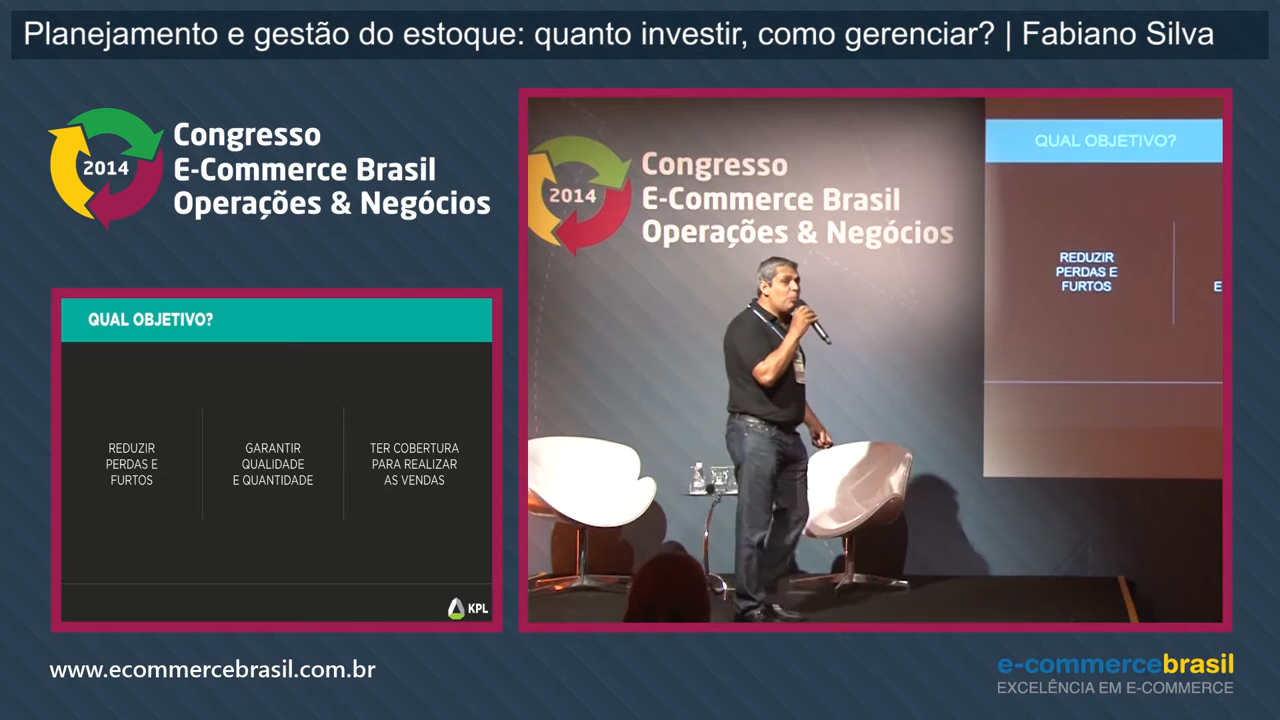 Planejamento e gestão do estoque: quanto investir, como gerenciar? | Fabiano Silva
2014
Congresso
E-Commerce Brasil
Operações & Negócios
QUAL OBJETIVO?
REDUZIR
PERDAS E
FURTOS
GARANTIR
QUALIDADE
E QUANTIDADE
TER COBERTURA
PARA REALIZAR
AS VENDAS
KPL
2014
Congresso
E-Commerce Brasil
Operações & Negócios
QUAL OBJETIVO?
REDUZIR
PERDAS E
FURTOS
E
www.ecommercebrasil.com.br
e-commercebrasil
EXCELÊNCIA EM E-COMMERCE